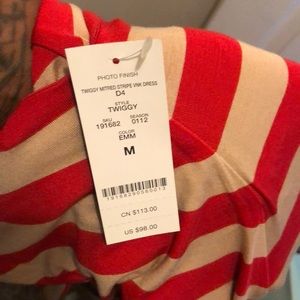 PHOTO FINISH
TWIGGY MITRED STRIPE VNK DRESS
D4
STYLE
TWIGGY
SKU SEASON
191682 0112
COLOR
EMM
M
CN $113.00
US $98.00